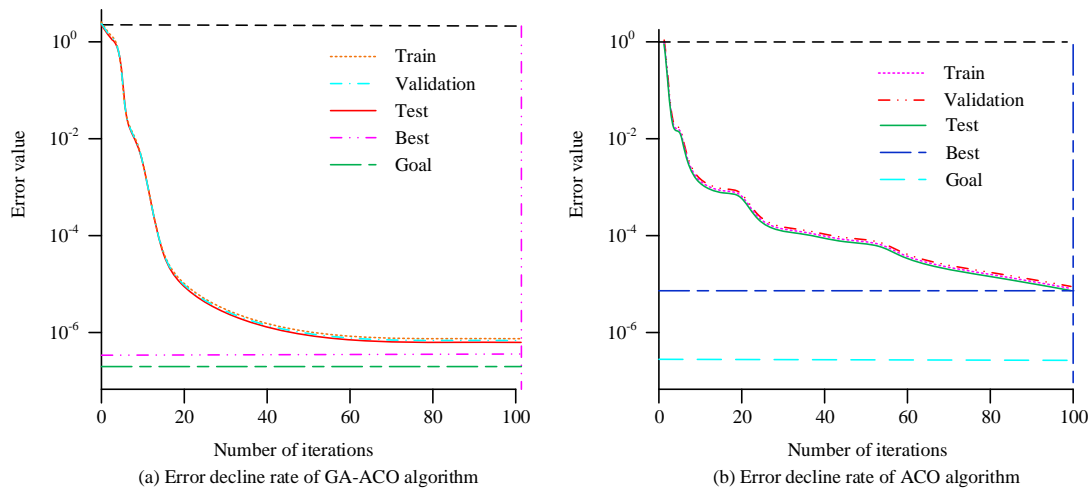 10^0
10^-2
10^-4
10^-6
Error value
Train
Validation
Test
Best
Goal
0 20 40 60 80 100
Number of iterations
(a) Error decline rate of GA-ACO algorithm
10^0
10^-2
10^-4
10^-6
Error value
Train
Validation
Test
Best
Goal
0 20 40 60 80 100
Number of iterations
(b) Error decline rate of ACO algorithm